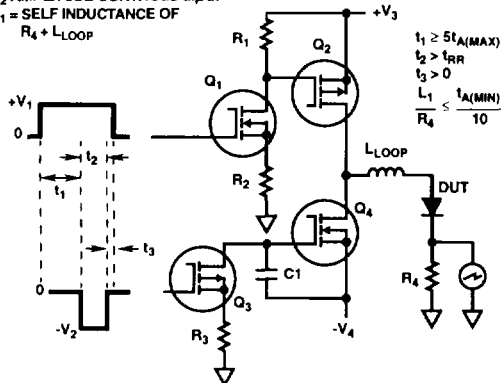 1 = SELF INDUCTANCE OF
R4 + LLOOP
+V1
0
t2
t1
t3
0
-V2
+V3
R1
Q2
Q1
R2
LLOOP
DUT
Q4
Q3
C1
R3
R4
-V4
t1 ≥ 5tA(MAX)
t2 > tRR
t3 > 0
L1/R4 ≤ tA(MIN)/10